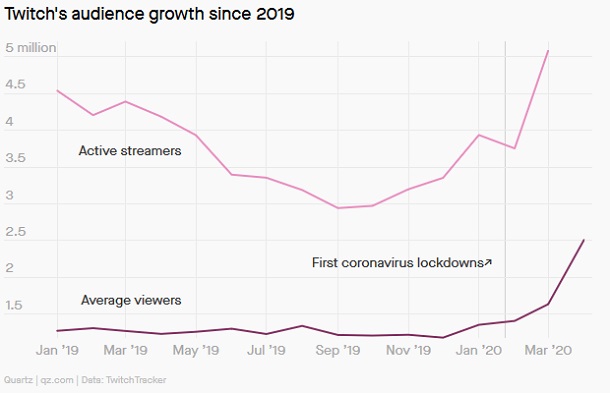 Twitch's audience growth since 2019
5 million
4.5
4
Active streamers
3.5
3
2.5
First coronavirus lockdowns↗
2
Average viewers
1.5
Jan ’19 Mar ’19 May ’19 Jul ’19 Sep ’19 Nov ’19 Jan ’20 Mar ’20
Quartz | qz.com | Data: TwitchTracker